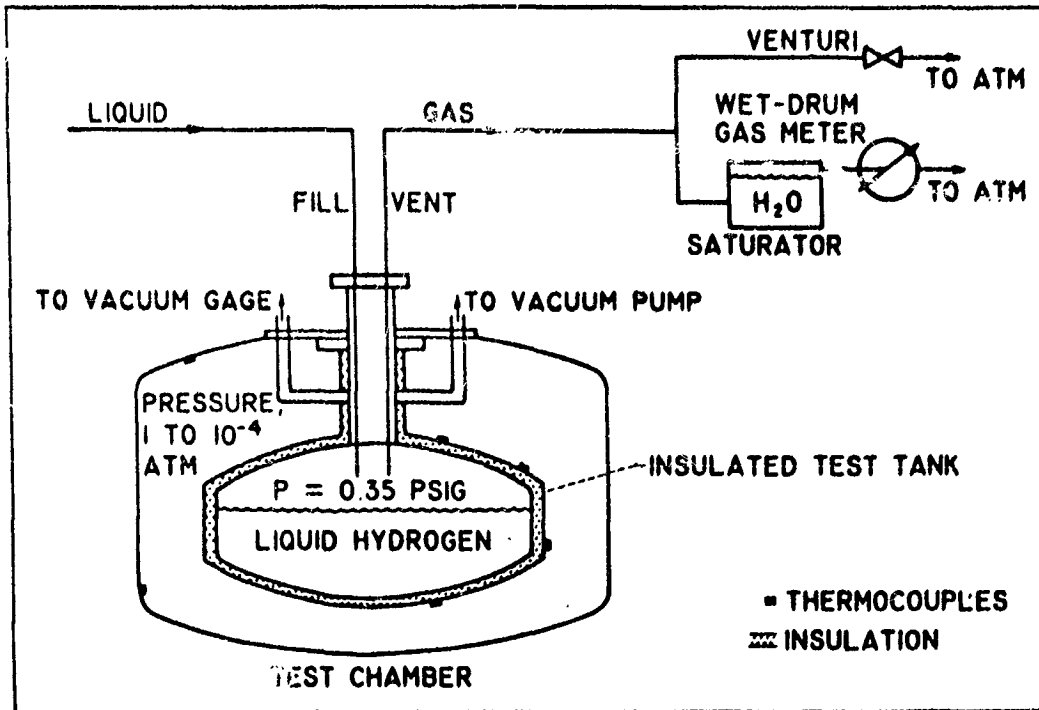 VENTURI
TO ATM
LIQUID
GAS
WET-DRUM
GAS METER
TO ATM
FILL
VENT
H₂O
SATURATOR
TO VACUUM GAGE
TO VACUUM PUMP
PRESSURE,
1 TO 10⁻⁴
ATM
INSULATED TEST TANK
P = 0.35 PSIG
LIQUID HYDROGEN
THERMOCOUPLES
INSULATION
TEST CHAMBER